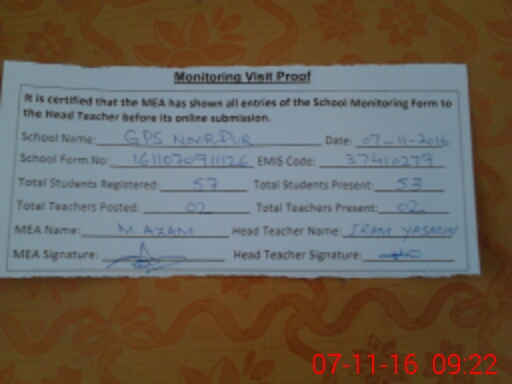 Monitoring Visit Proof
It is certified that the MEA has shown all entries of the School Monitoring Form to
the Head Teacher before its online submission.
School Name: GPS NOORPUR Date: 07-11-2016
School Form No: 1611070911126 EMIS Code: 37410279
Total Students Registered: 57 Total Students Present: 53
Total Teachers Posted: 02 Total Teachers Present: 02
MEA Name: M.AZAM Head Teacher Name: IRAM YASMIN
MEA Signature: Head Teacher Signature:
07-11-16 09:22